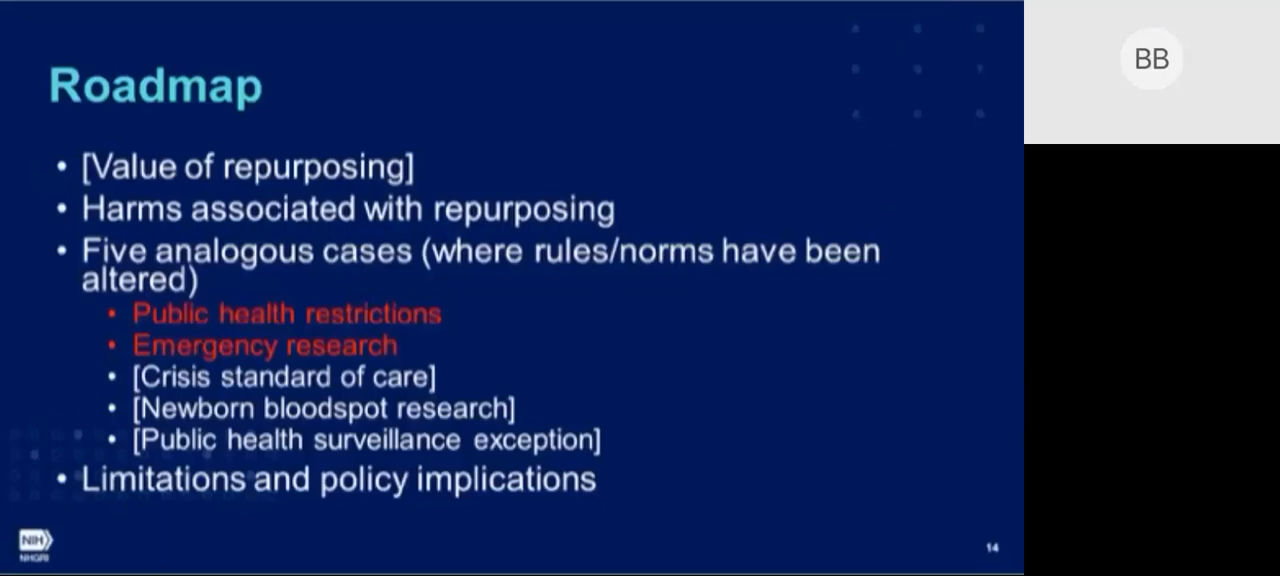 Roadmap
• [Value of repurposing]
• Harms associated with repurposing
• Five analogous cases (where rules/norms have been
altered)
• Public health restrictions
• Emergency research
• [Crisis standard of care]
• [Newborn bloodspot research]
• [Public health surveillance exception]
• Limitations and policy implications
NIH
NHGRI
14
BB